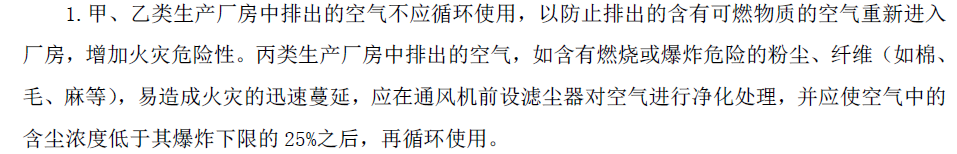 1.甲、乙类生产厂房中排出的空气不应循环使用，以防止排出的含有可燃物质的空气重新进入
厂房，增加火灾危险性。丙类生产厂房中排出的空气，如含有燃烧或爆炸危险的粉尘、纤维（如棉、
毛、麻等），易造成火灾的迅速蔓延，应在通风机前设滤尘器对空气进行净化处理，并应使空气中的
含尘浓度低于其爆炸下限的 25%之后，再循环使用。